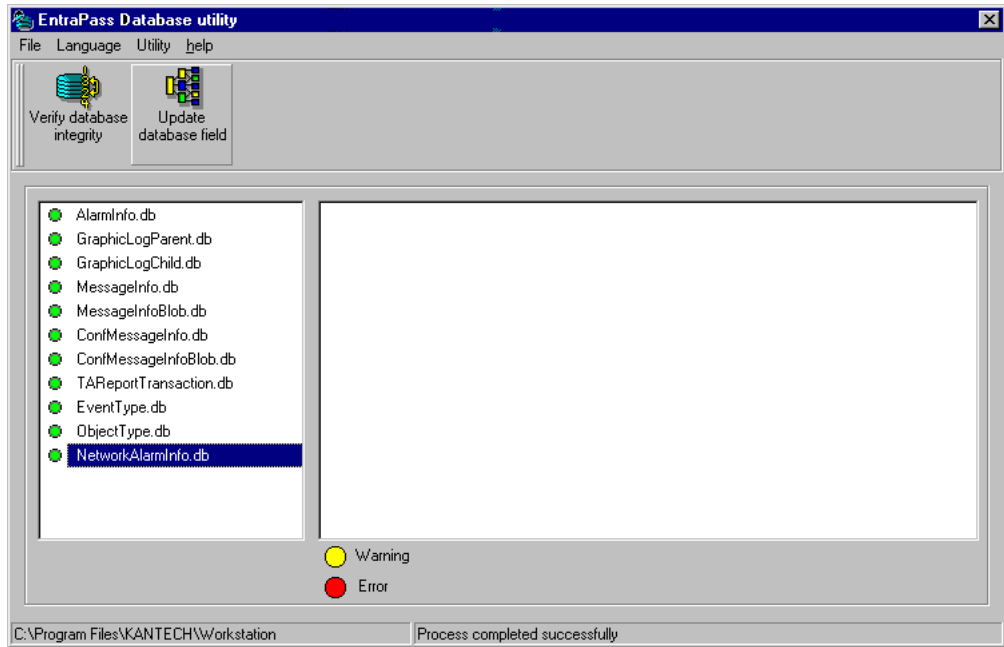 EntraPass Database utility
File Language Utility help
Verify database integrity
Update database field
AlarmInfo.db
GraphicLogParent.db
GraphicLogChild.db
MessageInfo.db
MessageInfoBlob.db
ConfMessageInfo.db
ConfMessageInfoBlob.db
TAReportTransaction.db
EventType.db
ObjectType.db
NetworkAlarmInfo.db
Warning
Error
C:\Program Files\KANTECH\Workstation
Process completed successfully